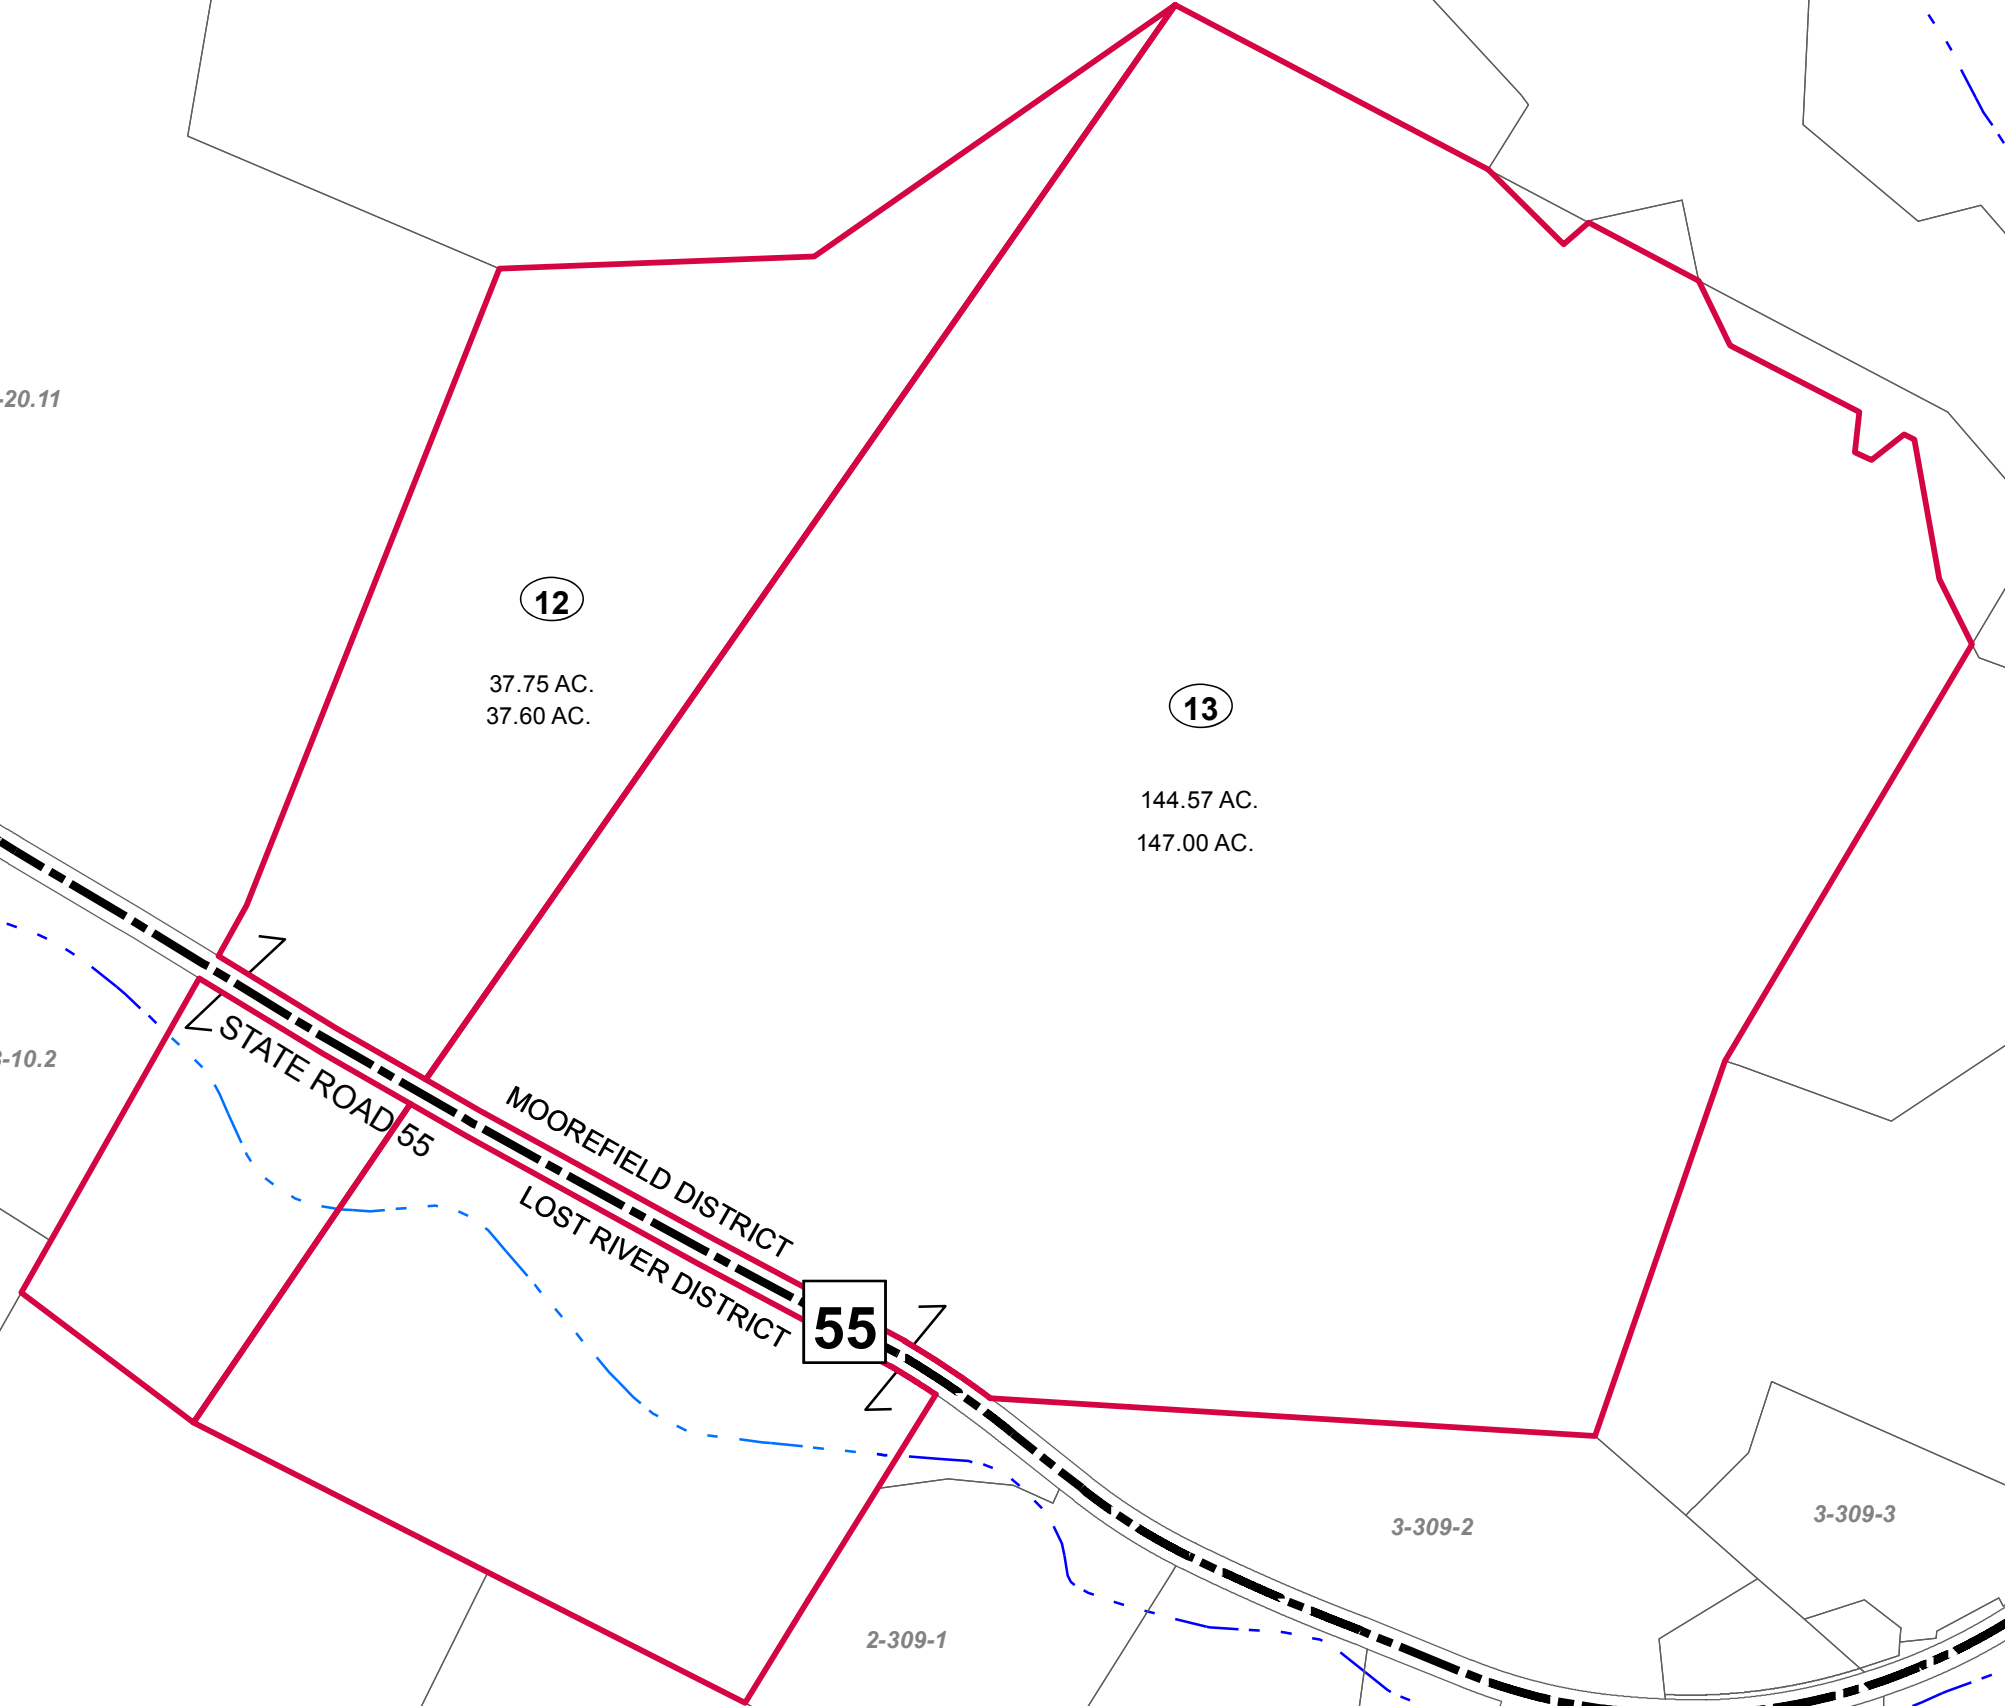 -20.11
12
37.75 AC.
37.60 AC.
13
144.57 AC.
147.00 AC.
-10.2
STATE ROAD 55
MOOREFIELD DISTRICT
LOST RIVER DISTRICT
55
3-309-2
3-309-3
2-309-1